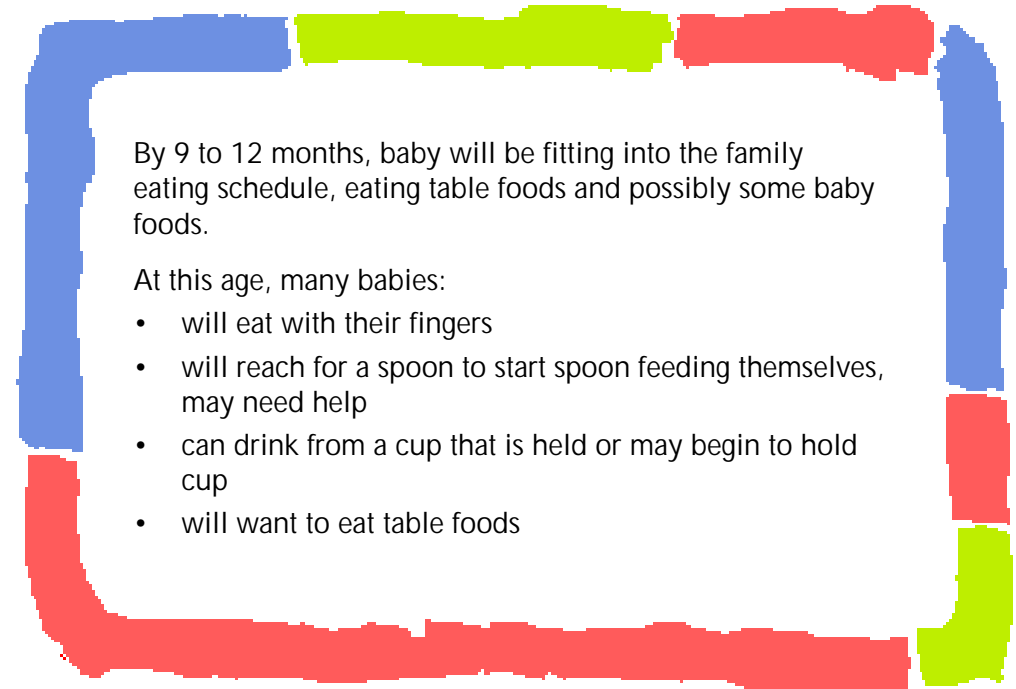 By 9 to 12 months, baby will be fitting into the family
eating schedule, eating table foods and possibly some baby
foods.
At this age, many babies:
• will eat with their fingers
• will reach for a spoon to start spoon feeding themselves,
may need help
• can drink from a cup that is held or may begin to hold
cup
• will want to eat table foods